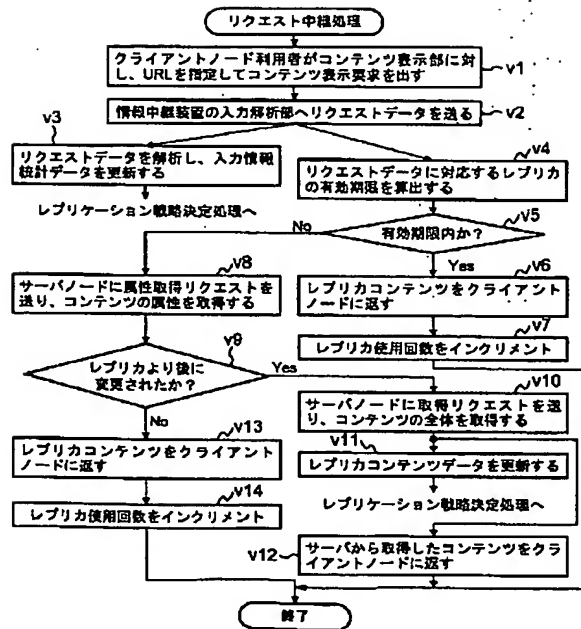 リクエスト中継処理
クライアントノード利用者がコンテンツ表示部に対
し、URLを指定してコンテンツ表示要求を出す
v1
情報中継装置の入力解析部へリクエストデータを送る
v2
v3
リクエストデータを解析し、入力情報
統計データを更新する
レプリケーション戦略決定処理へ
v4
リクエストデータに対応するレプリカ
の有効期限を算出する
v5
有効期限内か？
No
Yes
v6
レプリカコンテンツをクライアント
ノードに返す
v7
レプリカ使用回数をインクリメント
v8
サーバノードに属性取得リクエストを
送り、コンテンツの属性を取得する
v9
レプリカより後に
変更されたか？
Yes
No
v10
サーバノードに取得リクエストを送
り、コンテンツの全体を取得する
v11
レプリカコンテンツデータを更新する
レプリケーション戦略決定処理へ
v12
サーバから取得したコンテンツをクラ
イアントノードに返す
v13
レプリカコンテンツをクライアント
ノードに返す
v14
レプリカ使用回数をインクリメント
終了